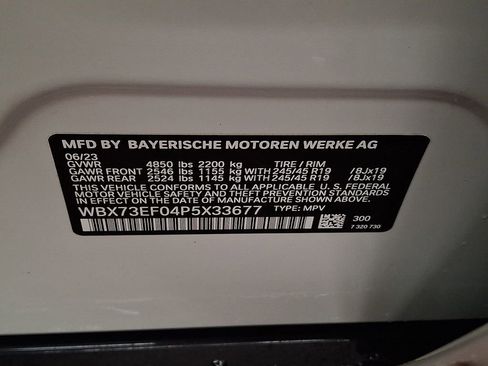 MFD BY BAYERISCHE MOTOREN WERKE AG
06/23
GVWR 4850 lbs 2200 kg TIRE / RIM
GAWR FRONT 2546 lbs 1155 kg WITH 245/45 R19 /8Jx19
GAWR REAR 2524 lbs 1145 kg WITH 245/45 R19 /8Jx19
THIS VEHICLE CONFORMS TO ALL APPLICABLE U. S. FEDERAL
MOTOR VEHICLE SAFETY AND THEFT PREVENTION STANDARDS
IN EFFECT ON THE DATE OF MANUFACTURE SHOWN ABOVE.
WBX73EF04P5X33677 TYPE: MPV
300
7 320 730